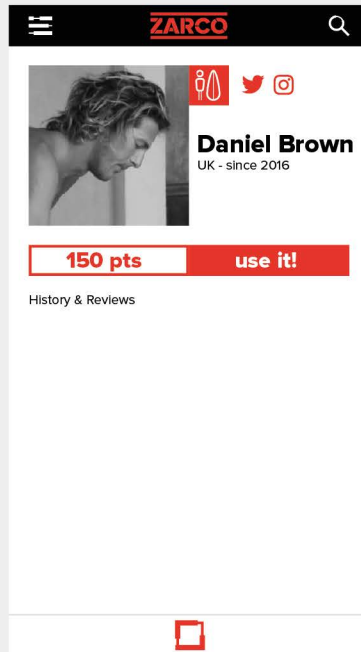 ZARCO
Daniel Brown
UK - since 2016
150 pts
use it!
History & Reviews